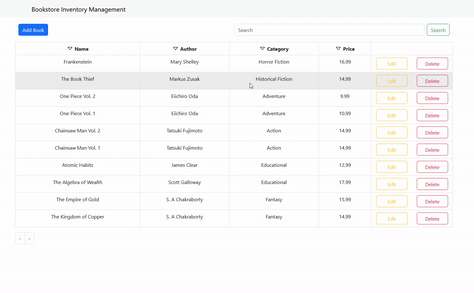 Bookstore Inventory Management
Add Book
Search
Search
Name Author Category Price
Frankenstein Mary Shelley Horror Fiction 16.99 Edit Delete
The Book Thief Markus Zusak Historical Fiction 14.99 Edit Delete
One Piece Vol. 2 Eiichiro Oda Adventure 9.99 Edit Delete
One Piece Vol. 1 Eiichiro Oda Adventure 10.99 Edit Delete
Chainsaw Man Vol. 2 Tatsuki Fujimoto Action 14.99 Edit Delete
Chainsaw Man Vol. 1 Tatsuki Fujimoto Action 14.99 Edit Delete
Atomic Habits James Clear Educational 12.99 Edit Delete
The Algebra of Wealth Scott Galloway Educational 17.99 Edit Delete
The Empire of Gold S. A Chakraborty Fantasy 15.99 Edit Delete
The Kingdom of Copper S. A Chakraborty Fantasy 14.99 Edit Delete